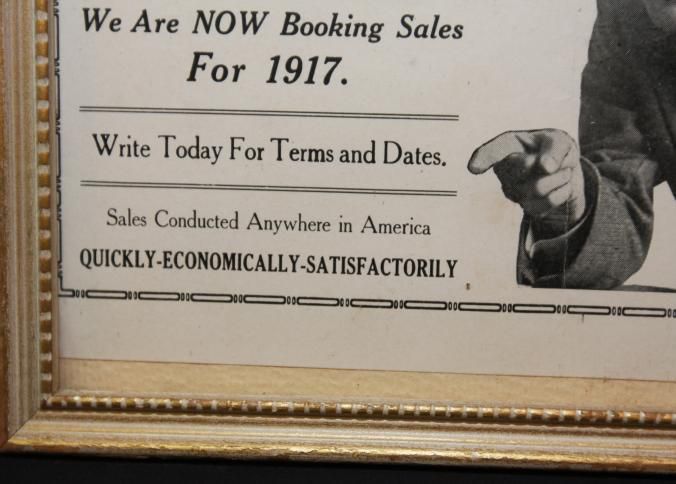 We Are NOW Booking Sales
For 1917.
Write Today For Terms and Dates.
Sales Conducted Anywhere in America
QUICKLY-ECONOMICALLY-SATISFACTORILY